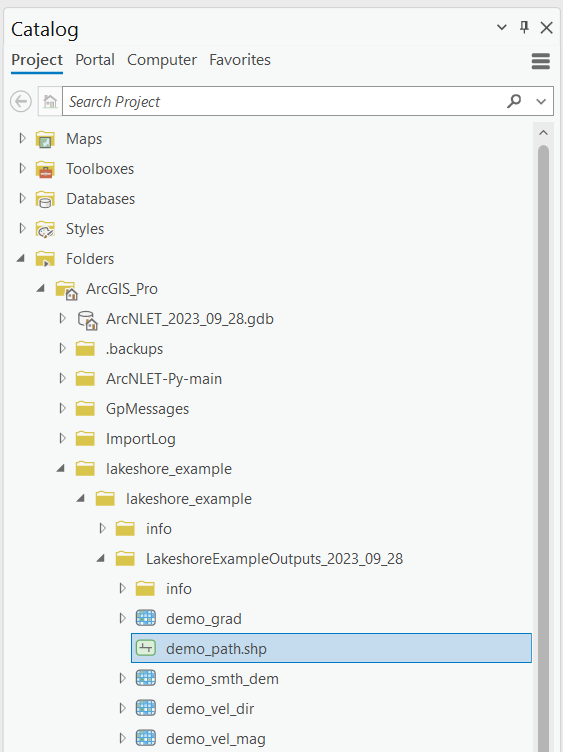 Catalog
Project Portal Computer Favorites
Search Project
Maps
Toolboxes
Databases
Styles
Folders
ArcGIS_Pro
ArcNLET_2023_09_28.gdb
.backups
ArcNLET-Py-main
GpMessages
ImportLog
lakeshore_example
lakeshore_example
info
LakeshoreExampleOutputs_2023_09_28
info
demo_grad
demo_path.shp
demo_smth_dem
demo_vel_dir
demo_vel_mag